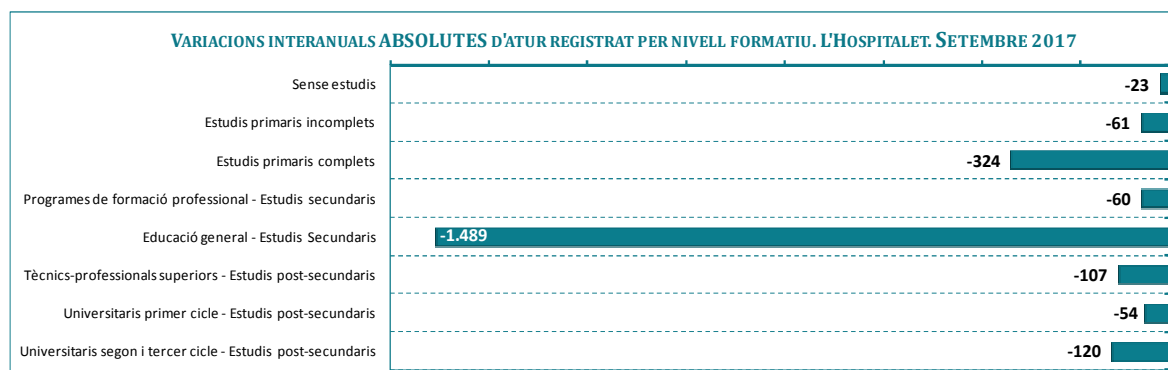 VARIACIONS INTERANUALS ABSOLUTES D'ATUR REGISTRAT PER NIVELL FORMATIU. L'HOSPITALET. SETEMBRE 2017
Sense estudis -23
Estudis primaris incomplets -61
Estudis primaris complets -324
Programes de formació professional - Estudis secundaris -60
Educació general - Estudis Secundaris -1.489
Tècnics-professionals superiors - Estudis post-secundaris -107
Universitaris primer cicle - Estudis post-secundaris -54
Universitaris segon i tercer cicle - Estudis post-secundaris -120